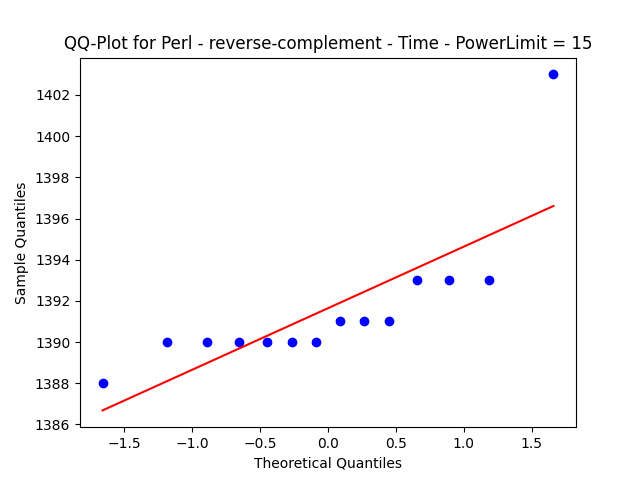 QQ-Plot for Perl - reverse-complement - Time - PowerLimit = 15
1402
1400
1398
1396
1394
1392
1390
1388
1386
Sample Quantiles
−1.5 −1.0 −0.5 0.0 0.5 1.0 1.5
Theoretical Quantiles